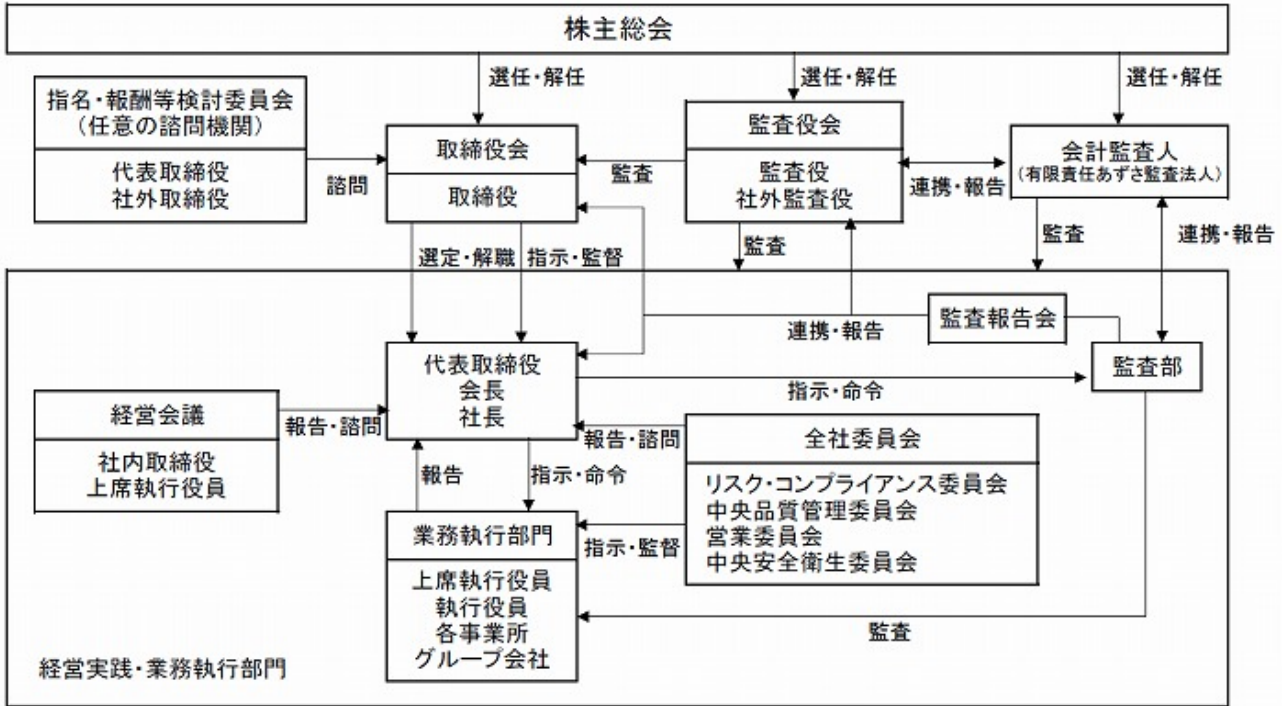 株主総会
選任・解任
選任・解任
選任・解任
指名・報酬等検討委員会
(任意の諮問機関)
代表取締役
社外取締役
諮問
取締役会
取締役
監査
監査役会
監査役
社外監査役
連携・報告
会計監査人
(有限責任あずさ監査法人)
選定・解職
指示・監督
監査
監査
連携・報告
監査報告会
連携・報告
監査部
代表取締役
会長
社長
指示・命令
経営会議
社内取締役
上席執行役員
報告・諮問
報告・諮問
全社委員会
リスク・コンプライアンス委員会
中央品質管理委員会
営業委員会
中央安全衛生委員会
報告
指示・命令
業務執行部門
上席執行役員
執行役員
各事業所
グループ会社
指示・監督
監査
経営実践・業務執行部門